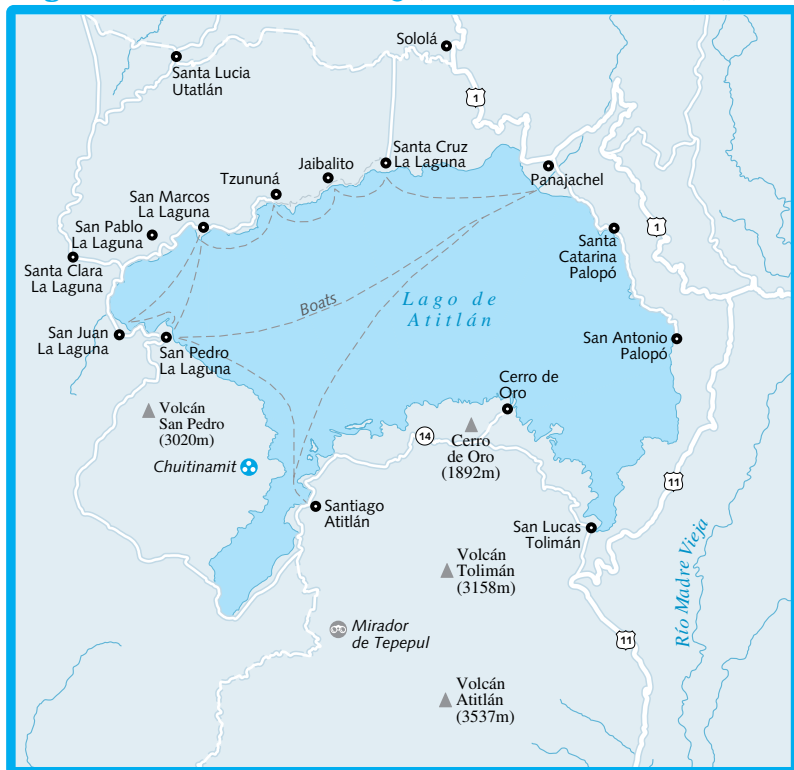 Sololá
Santa Lucia
Utatlán
1
Santa Cruz
La Laguna
Jaibalito
Tzununá
Panajachel
San Marcos
La Laguna
San Pablo
La Laguna
Santa
Catarina
Palopó
1
Santa Clara
La Laguna
Boats
Lago de
Atitlán
San Juan
La Laguna
San Pedro
La Laguna
San Antonio
Palopó
Cerro de
Oro
Volcán
San Pedro
(3020m)
14
Cerro
de Oro
(1892m)
Chuitinamit
11
Santiago
Atitlán
San Lucas
Tolimán
Río Madre Vieja
Volcán
Tolimán
(3158m)
Mirador
de Tepepul
11
Volcán
Atitlán
(3537m)